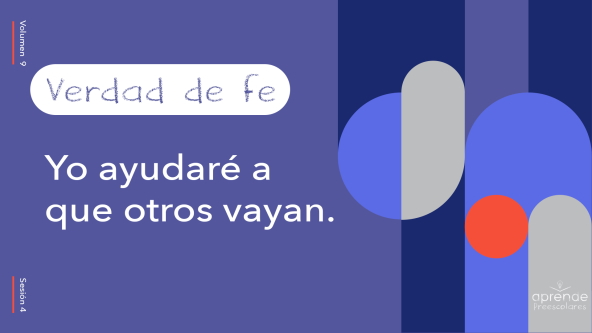 Volumen 9
Verdad de fe
Yo ayudaré a
que otros vayan.
Sesión 4
aprende
Preescolares